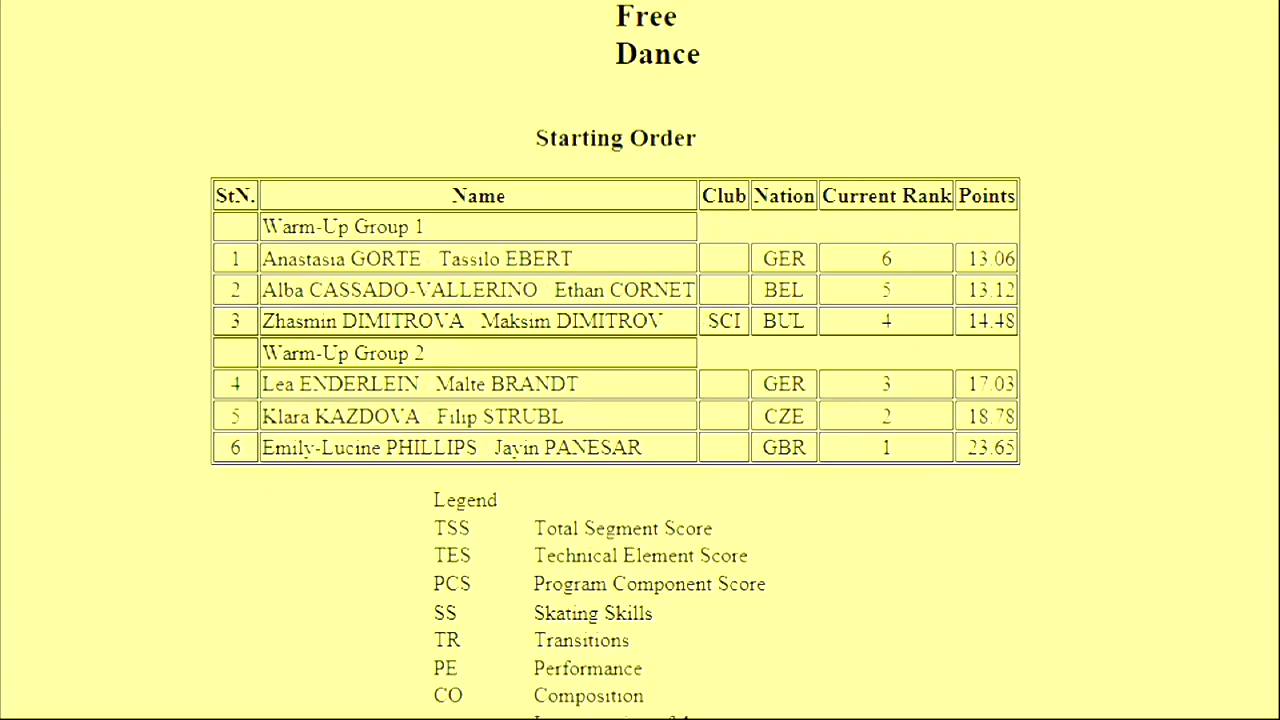 Free
Dance
Starting Order
StN. Name Club Nation Current Rank Points
Warm-Up Group 1
1 Anastasia GORTE Tassilo EBERT GER 6 13.06
2 Alba CASSADO-VALLERINO Ethan CORNET BEL 5 13.12
3 Zhasmin DIMITROVA Maksim DIMITROV SCI BUL 4 14.48
Warm-Up Group 2
4 Lea ENDERLEIN Malte BRANDT GER 3 17.03
5 Klara KAZDOVA Filip STRUBL CZE 2 18.78
6 Emily-Lucine PHILLIPS Jayin PANESAR GBR 1 23.65
Legend
TSS Total Segment Score
TES Technical Element Score
PCS Program Component Score
SS Skating Skills
TR Transitions
PE Performance
CO Composition